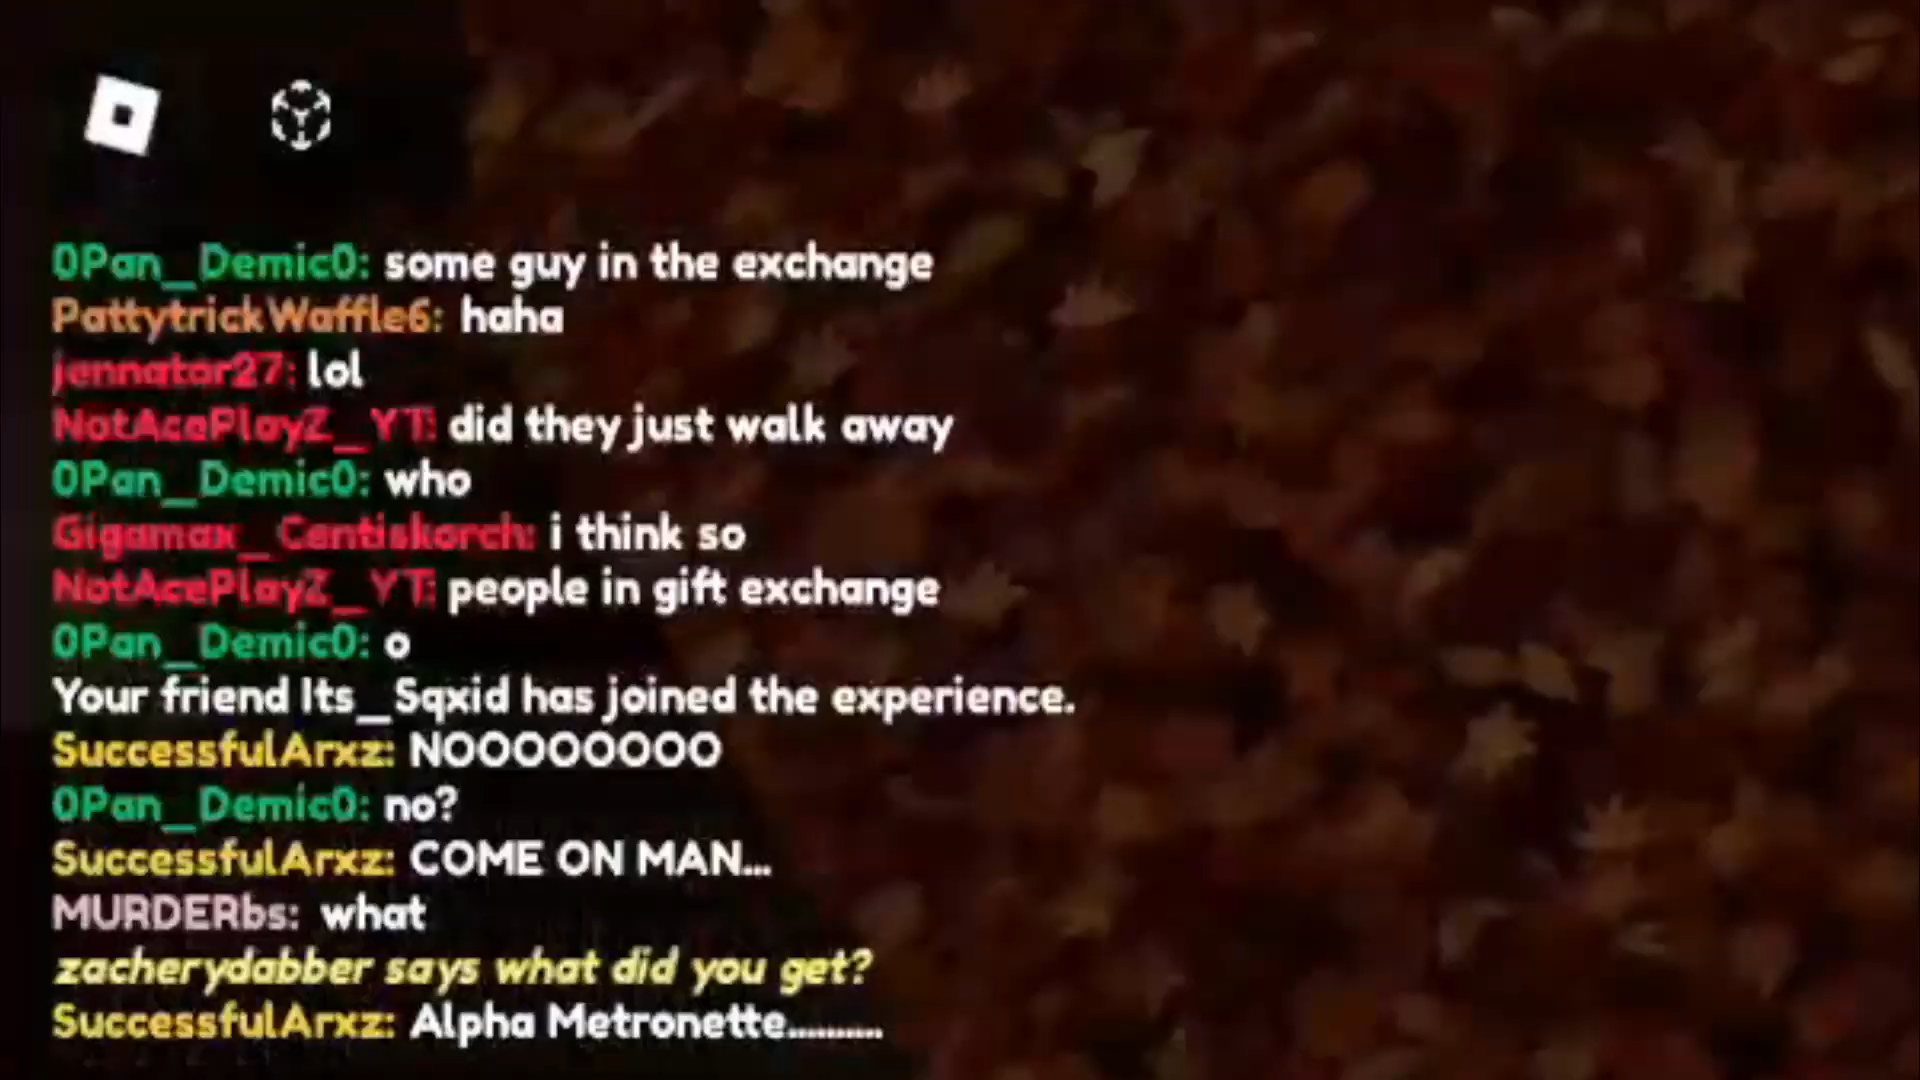 0Pan_Demic0: some guy in the exchange
PattytrickWaffle6: haha
jennator27: lol
NotAcePlayZ_YT: did they just walk away
0Pan_Demic0: who
Gigamax_Centiskorch: i think so
NotAcePlayZ_YT: people in gift exchange
0Pan_Demic0: o
Your friend Its_Sqxid has joined the experience.
SuccessfulArxz: NOOOOOOOOO
0Pan_Demic0: no?
SuccessfulArxz: COME ON MAN...
MURDERbs: what
zacherydabber says what did you get?
SuccessfulArxz: Alpha Metronette..........